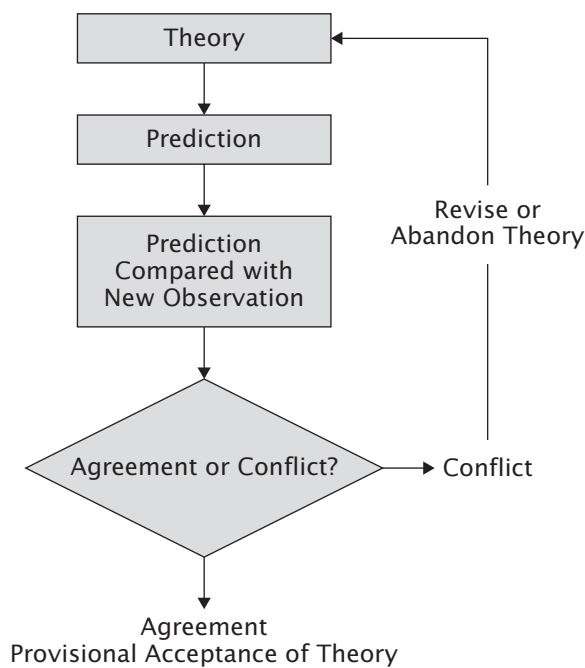 Theory
Prediction
Prediction
Compared with
New Observation
Agreement or Conflict?
Conflict
Revise or
Abandon Theory
Agreement
Provisional Acceptance of Theory